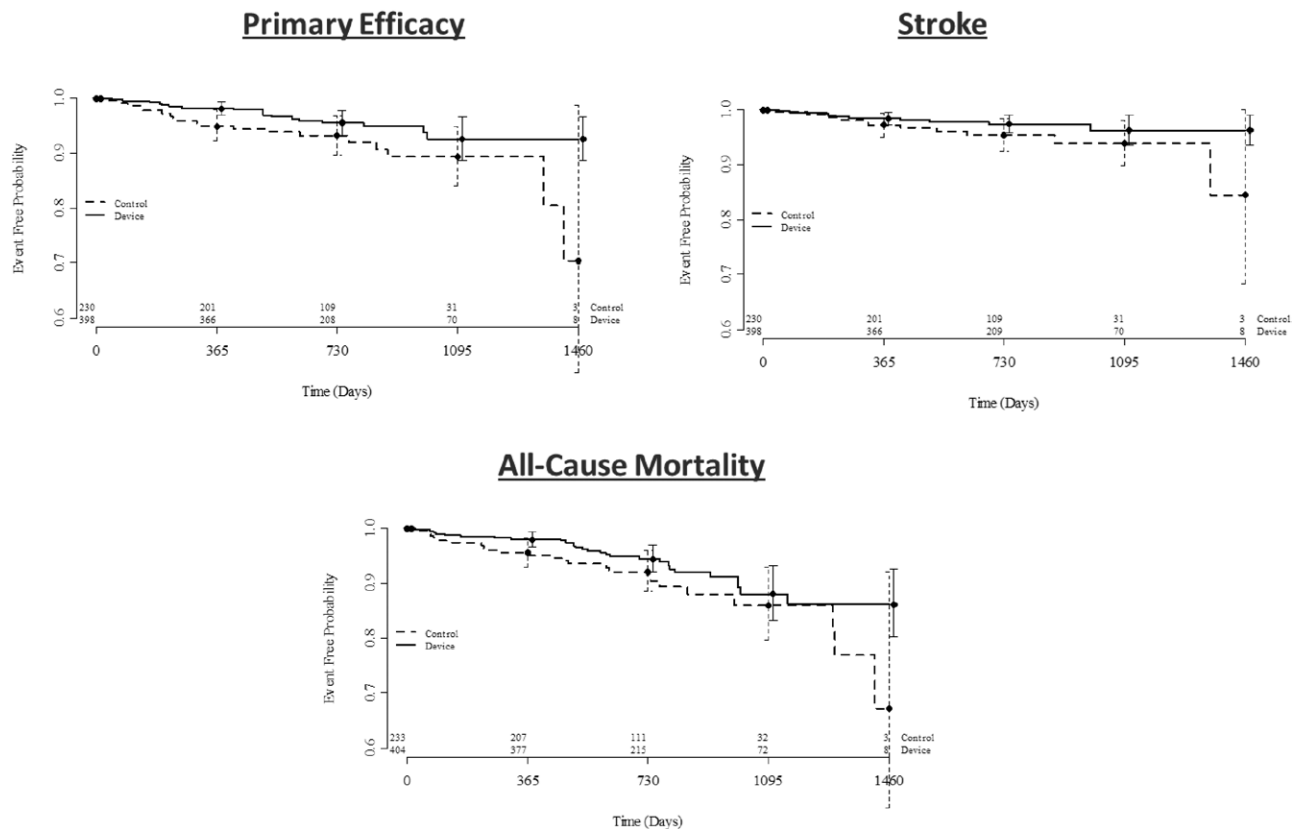 Primary Efficacy
Event Free Probability
1.0
0.9
0.8
0.7
0.6
Control
Device
230 201 109 31 3 Control
398 366 208 70 8 Device
0 365 730 1095 1460
Time (Days)
Stroke
Event Free Probability
1.0
0.9
0.8
0.7
0.6
Control
Device
230 201 109 31 3 Control
398 366 209 70 8 Device
0 365 730 1095 1460
Time (Days)
All-Cause Mortality
Event Free Probability
1.0
0.9
0.8
0.7
0.6
Control
Device
233 207 111 32 3 Control
404 377 215 72 8 Device
0 365 730 1095 1460
Time (Days)